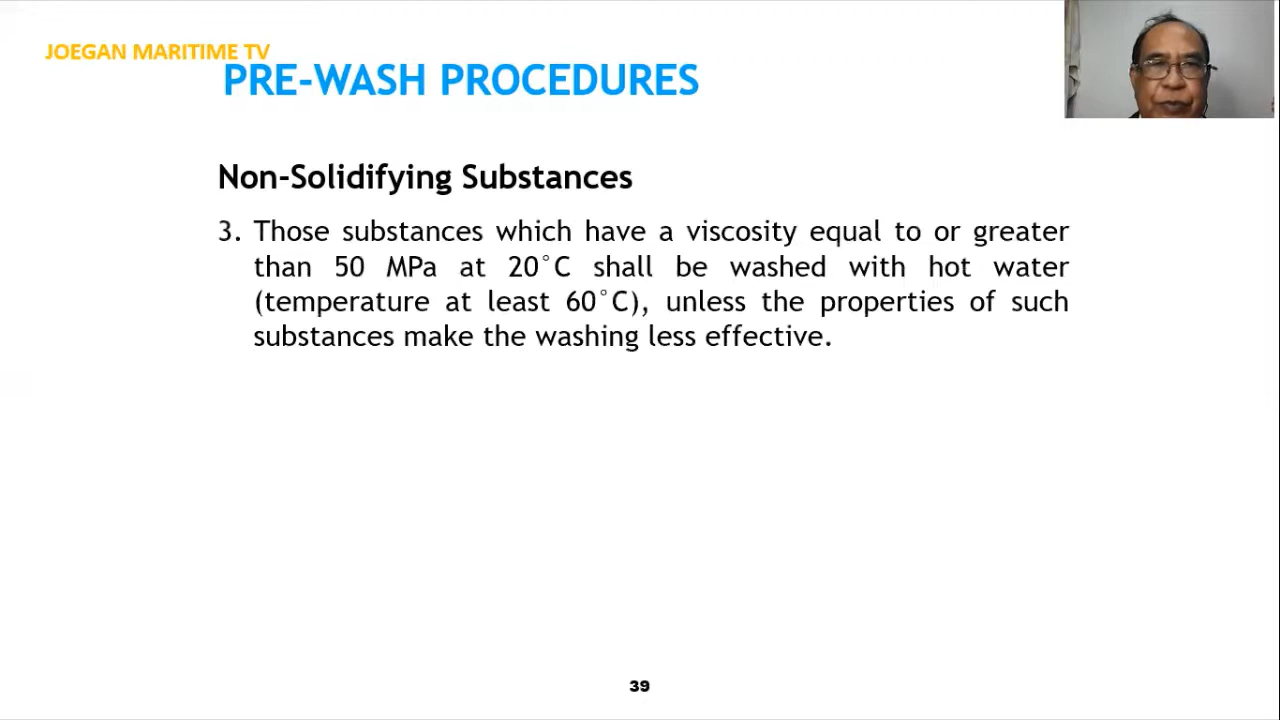 JOEGAN MARITIME TV
PRE-WASH PROCEDURES
Non-Solidifying Substances
3. Those substances which have a viscosity equal to or greater
than 50 MPa at 20°C shall be washed with hot water
(temperature at least 60°C), unless the properties of such
substances make the washing less effective.
39